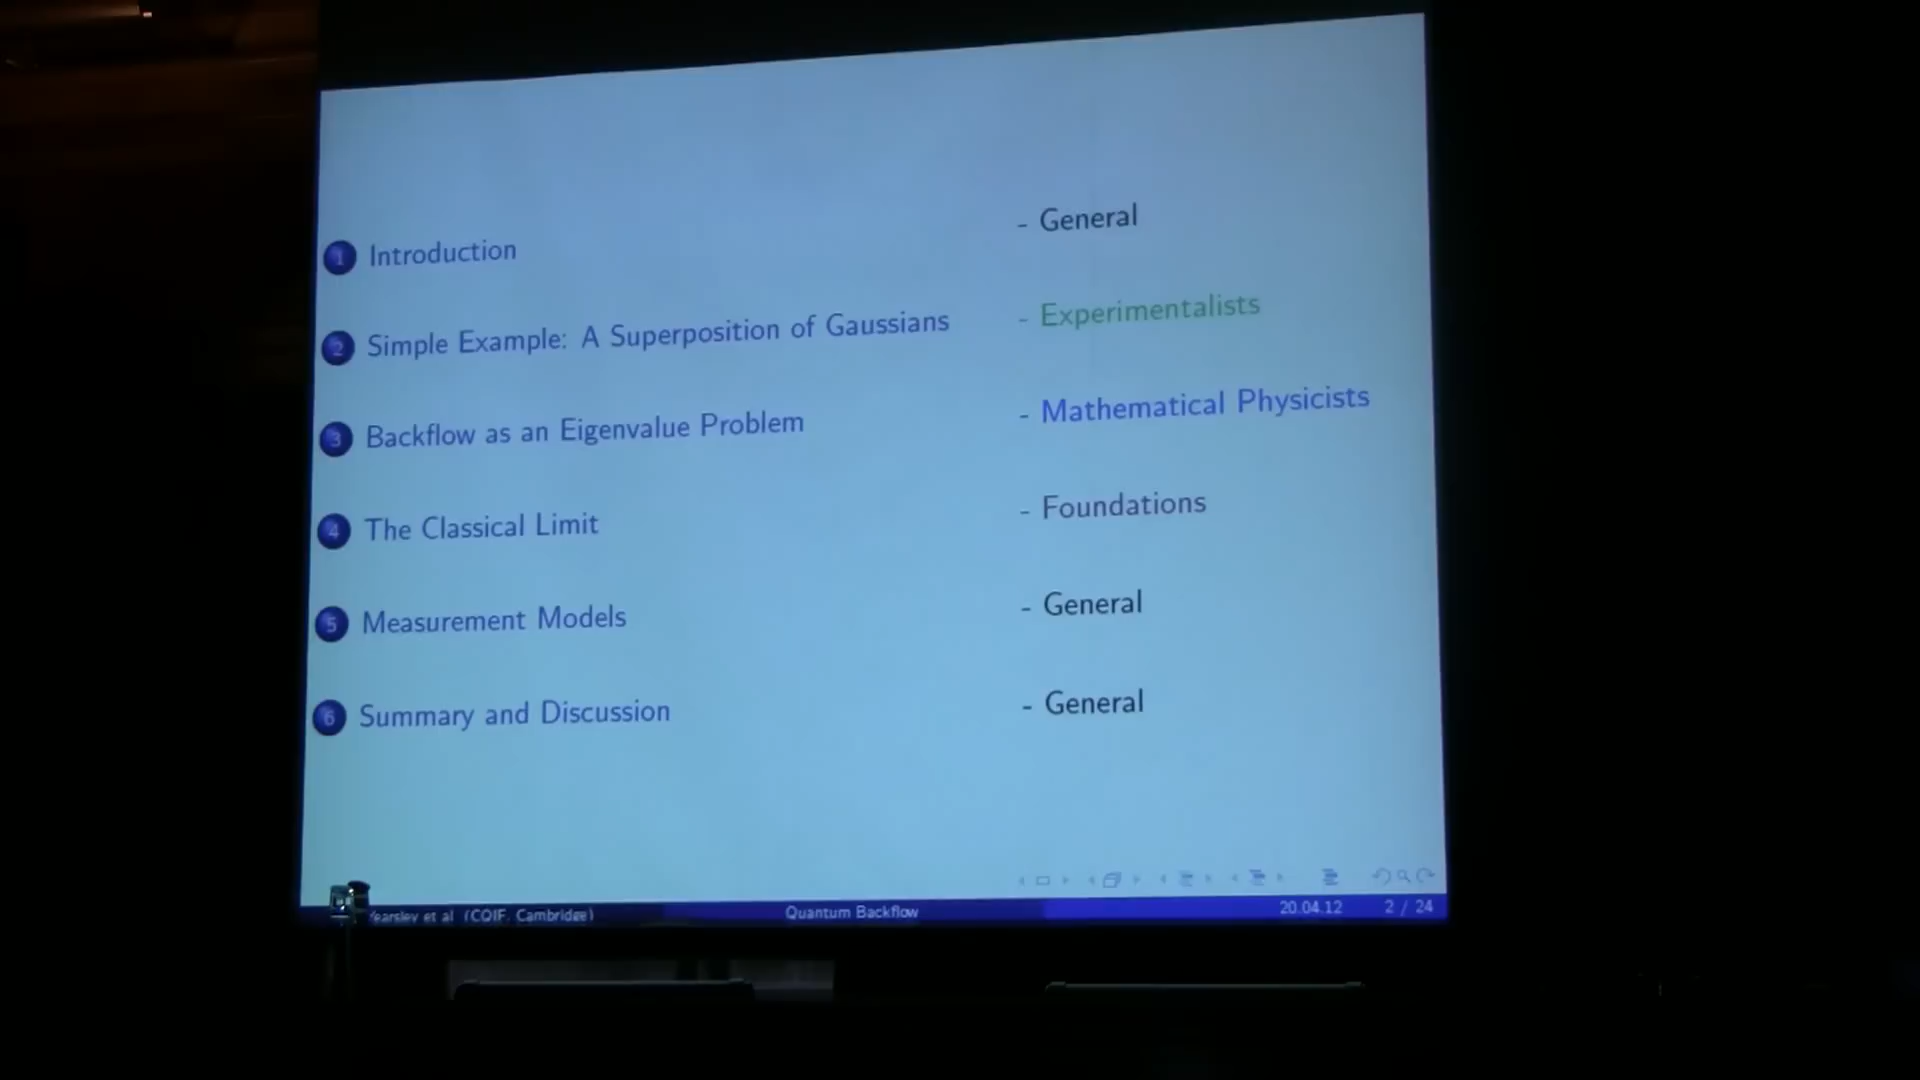 1 Introduction - General
2 Simple Example: A Superposition of Gaussians - Experimentalists
3 Backflow as an Eigenvalue Problem - Mathematical Physicists
4 The Classical Limit - Foundations
5 Measurement Models - General
6 Summary and Discussion - General
Yearsley et al (CQIF, Cambridge) Quantum Backflow 20.04.12 2 / 24